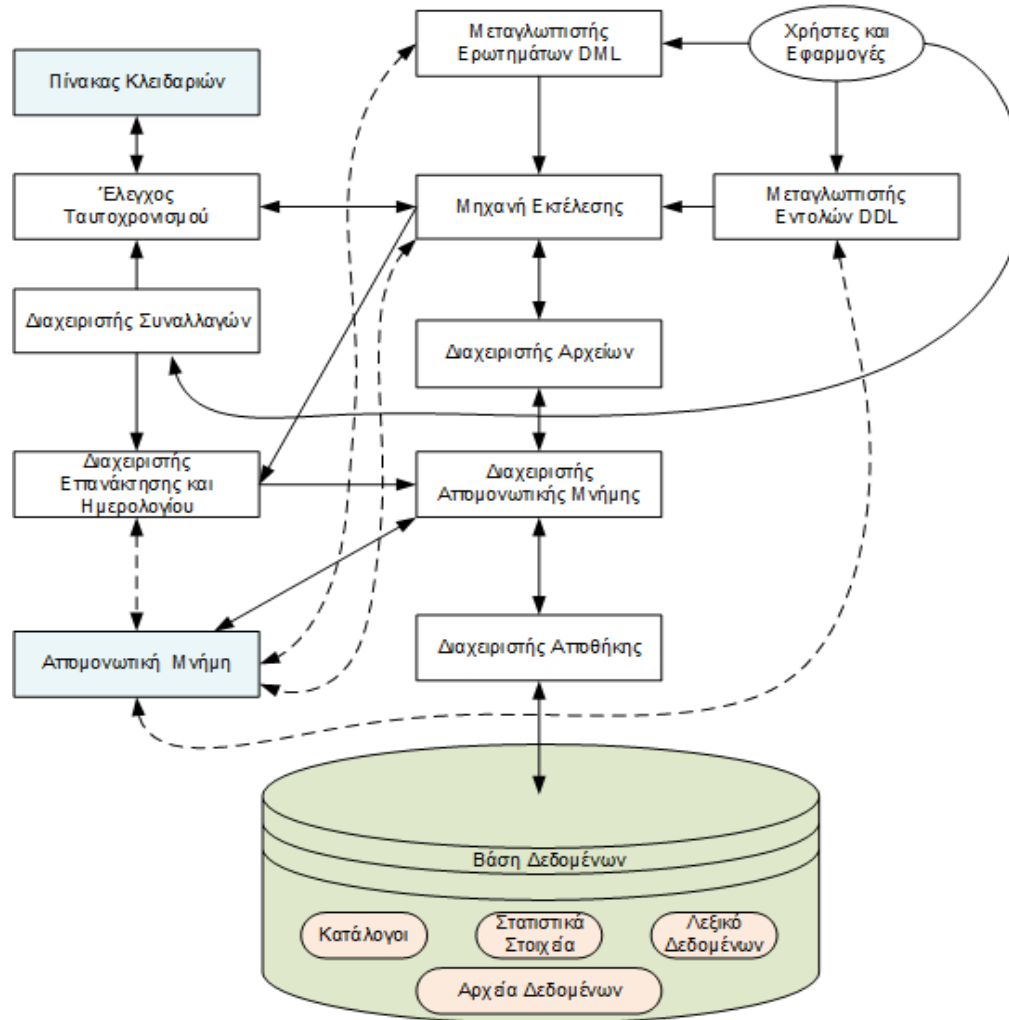 Μεταγλωττιστής
Ερωτημάτων DML
Χρήστες και
Εφαρμογές
Πίνακας Κλειδαριών
Έλεγχος
Ταυτοχρονισμού
Μηχανή Εκτέλεσης
Μεταγλωττιστής
Εντολών DDL
Διαχειριστής Συναλλαγών
Διαχειριστής Αρχείων
Διαχειριστής
Επανάκτησης και
Ημερολογίου
Διαχειριστής
Απομονωτικής Μνήμης
Απομονωτική Μνήμη
Διαχειριστής Αποθήκης
Βάση Δεδομένων
Κατάλογοι
Στατιστικά
Στοιχεία
Λεξικό
Δεδομένων
Αρχεία Δεδομένων